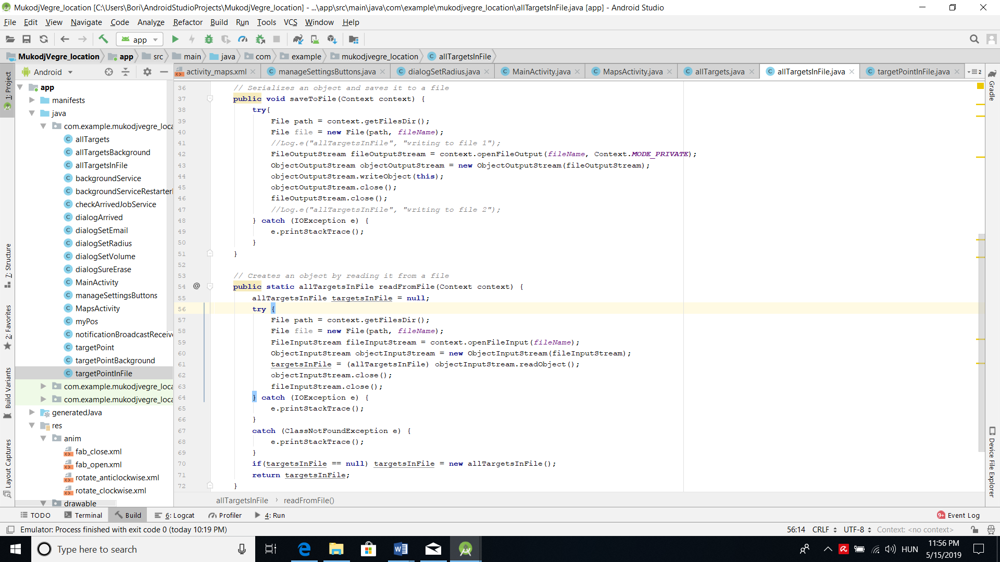 MukodjVegre_location [C:\Users\Bori\AndroidStudioProjects\MukodjVegre_location] - ...\app\src\main\java\com\example\mukodjvegre_location\allTargetsInFile.java [app] - Android Studio
File Edit View Navigate Code Analyze Refactor Build Run Tools VCS Window Help
app
MukodjVegre_location app src main java com example mukodjvegre_location allTargetsInFile
Android
activity_maps.xml manageSettingsButtons.java dialogSetRadius.java MainActivity.java MapsActivity.java allTargets.java allTargetsInFile.java targetPointInFile.java 2
1: Project
7: Structure
2: Favorites
Build Variants
Layout Captures
app
manifests
java
com.example.mukodjvegre_loca
allTargets
allTargetsBackground
allTargetsInFile
backgroundService
backgroundServiceRestarter
checkArrivedJobService
dialogArrived
dialogSetEmail
dialogSetRadius
dialogSetVolume
dialogSureErase
MainActivity
manageSettingsButtons
MapsActivity
myPos
notificationBroadcastReceive
targetPoint
targetPointBackground
targetPointInFile
com.example.mukodjvegre_loca
com.example.mukodjvegre_loca
generatedJava
res
anim
fab_close.xml
fab_open.xml
rotate_anticlockwise.xml
rotate_clockwise.xml
drawable
36 // Serializes an object and saves it to a file
37 public void saveToFile(Context context) {
38 try{
39 File path = context.getFilesDir();
40 File file = new File(path, fileName);
41 //Log.e("allTargetsInFile", "writing to file 1");
42 FileOutputStream fileOutputStream = context.openFileOutput(fileName, Context.MODE_PRIVATE);
43 ObjectOutputStream objectOutputStream = new ObjectOutputStream(fileOutputStream);
44 objectOutputStream.writeObject(this);
45 objectOutputStream.close();
46 fileOutputStream.close();
47 //Log.e("allTargetsInFile", "writing to file 2");
48 } catch (IOException e) {
49 e.printStackTrace();
50 }
51 }
52
53 // Creates an object by reading it from a file
54 @ public static allTargetsInFile readFromFile(Context context) {
55 allTargetsInFile targetsInFile = null;
56 try {
57 File path = context.getFilesDir();
58 File file = new File(path, fileName);
59 FileInputStream fileInputStream = context.openFileInput(fileName);
60 ObjectInputStream objectInputStream = new ObjectInputStream(fileInputStream);
61 targetsInFile = (allTargetsInFile) objectInputStream.readObject();
62 objectInputStream.close();
63 fileInputStream.close();
64 } catch (IOException e) {
65 e.printStackTrace();
66 }
67 catch (ClassNotFoundException e) {
68 e.printStackTrace();
69 }
70 if(targetsInFile == null) targetsInFile = new allTargetsInFile();
71 return targetsInFile;
72 }
allTargetsInFile › readFromFile()
Gradle
Device File Explorer
TODO Terminal Build 6: Logcat Profiler 4: Run 9+ Event Log
Emulator: Process finished with exit code 0 (today 10:19 PM) 56:14 CRLF UTF-8 Context: <no context>
Type here to search
HUN
11:56 PM
5/15/2019